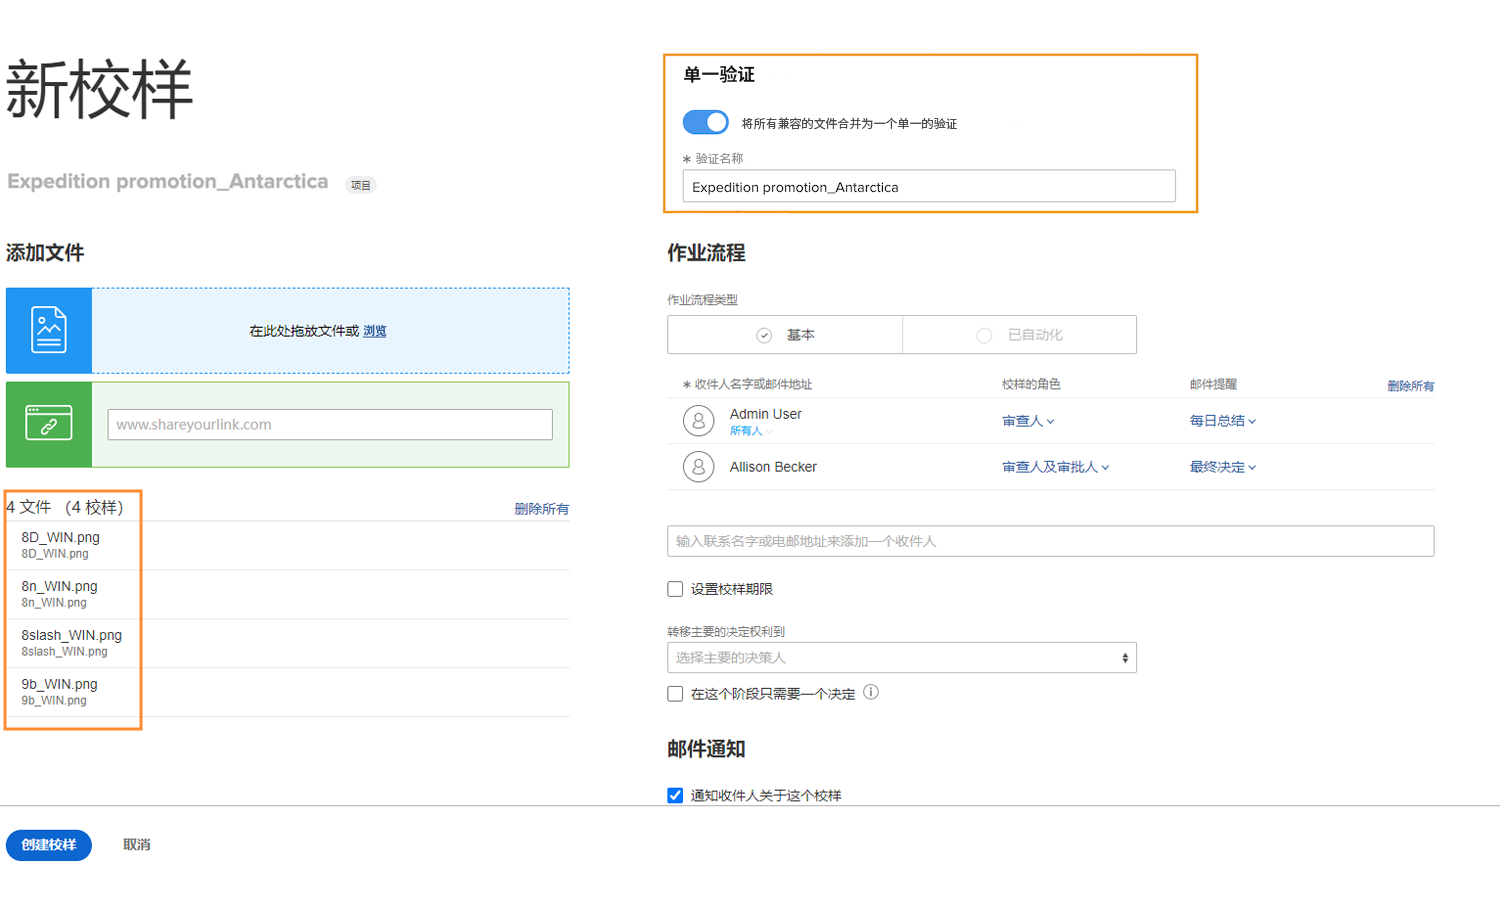 新校样
Expedition promotion_Antarctica 项目
添加文件
在此处拖放文件或 浏览
www.shareyourlink.com
4 文件 （4 校样） 删除所有
8D_WIN.png
8D_WIN.png
8n_WIN.png
8n_WIN.png
8slash_WIN.png
8slash_WIN.png
9b_WIN.png
9b_WIN.png
单一验证
将所有兼容的文件合并为一个单一的验证
* 验证名称
Expedition promotion_Antarctica
作业流程
作业流程类型
基本 已自动化
* 收件人名字或邮件地址 校样的角色 邮件提醒 删除所有
Admin User 审查人 每日总结
所有人
Allison Becker 审查人及审批人 最终决定
输入联系名字或电邮地址来添加一个收件人
设置校样期限
转移主要的决定权利到
选择主要的决策人
在这个阶段只需要一个决定
邮件通知
通知收件人关于这个校样
创建校样 取消